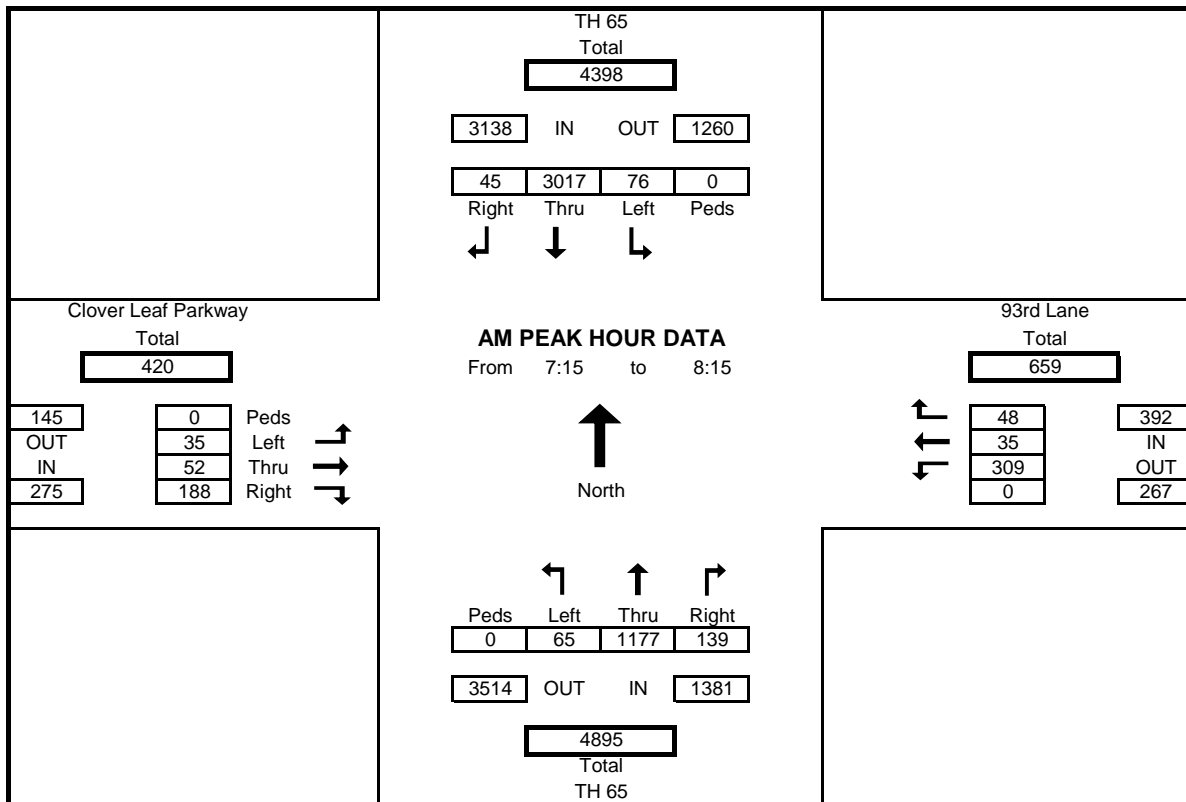 TH 65
Total
4398
3138 IN OUT 1260
45 3017 76 0
Right Thru Left Peds
Clover Leaf Parkway
Total
420
145 0 Peds
OUT 35 Left
IN 52 Thru
275 188 Right
AM PEAK HOUR DATA
From 7:15 to 8:15
North
93rd Lane
Total
659
48 392
35 IN
309 OUT
0 267
Peds Left Thru Right
0 65 1177 139
3514 OUT IN 1381
4895
Total
TH 65